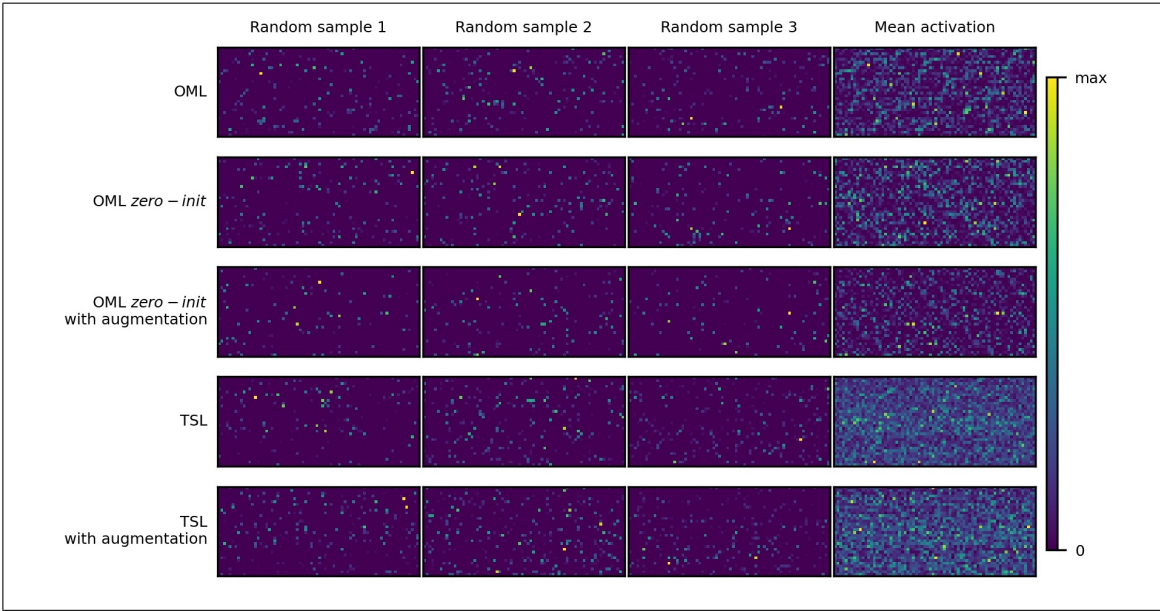 Random sample 1 Random sample 2 Random sample 3 Mean activation
OML
max
OML zero − init
OML zero − init
with augmentation
TSL
TSL
with augmentation
0